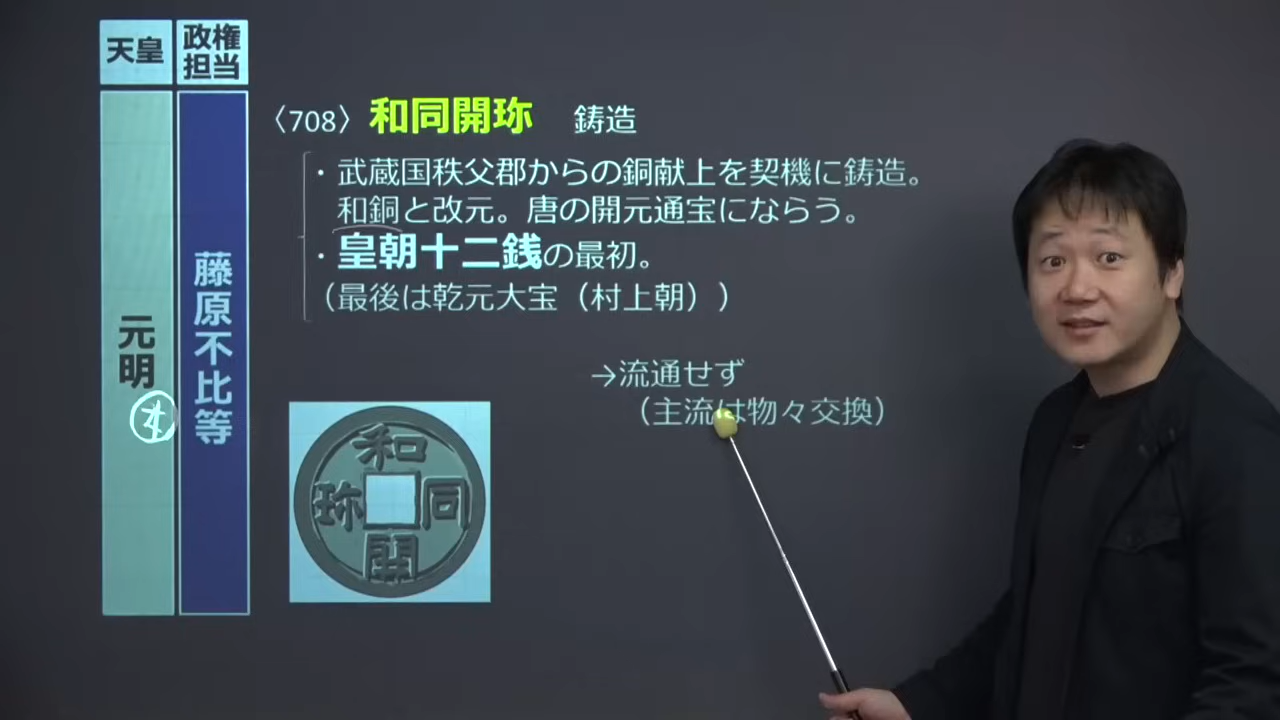 天皇
政権
担当
元明
女
藤原不比等
〈708〉和同開珎 鋳造
・武蔵国秩父郡からの銅献上を契機に鋳造。
和銅と改元。唐の開元通宝にならう。
・皇朝十二銭の最初。
（最後は乾元大宝（村上朝））
→流通せず
（主流は物々交換）
和
珎 同
開